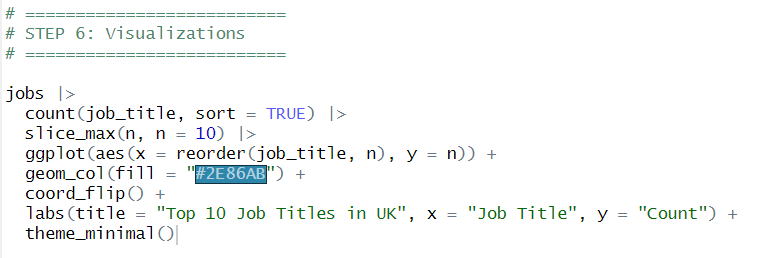 # ==========================
# STEP 6: Visualizations
# ==========================
jobs |>
  count(job_title, sort = TRUE) |>
  slice_max(n, n = 10) |>
  ggplot(aes(x = reorder(job_title, n), y = n)) +
  geom_col(fill = "#2E86AB") +
  coord_flip() +
  labs(title = "Top 10 Job Titles in UK", x = "Job Title", y = "Count") +
  theme_minimal()